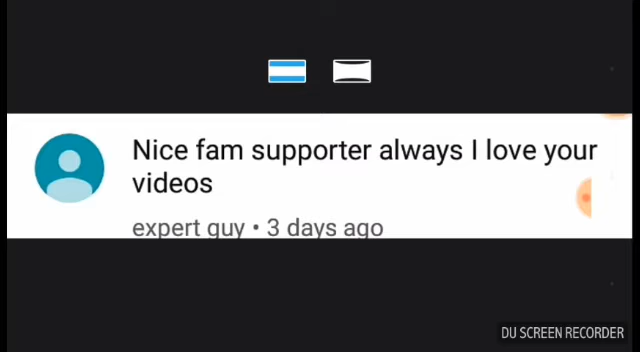 Nice fam supporter always I love your
videos
expert guy • 3 days ago
DU SCREEN RECORDER